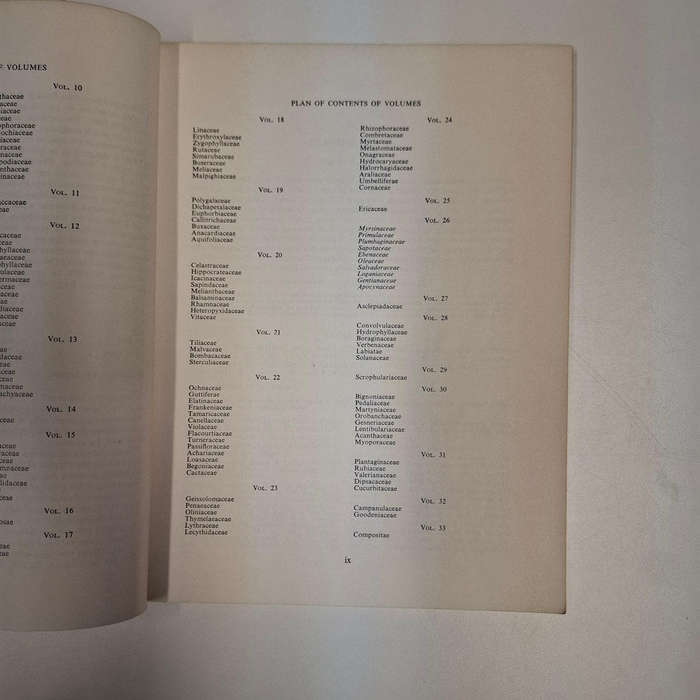 OF VOLUMES
VOL. 10
VOL. 11
VOL. 12
VOL. 13
VOL. 14
VOL. 15
VOL. 16
VOL. 17
PLAN OF CONTENTS OF VOLUMES
VOL. 18
Linaceae
Erythroxylaceae
Zygophyllaceae
Rutaceae
Simarubaceae
Burseraceae
Meliaceae
Malpighiaceae
VOL. 19
Polygalaceae
Dichapetalaceae
Euphorbiaceae
Callitrichaceae
Buxaceae
Anacardiaceae
Aquifoliaceae
VOL. 20
Celastraceae
Hippocrateaceae
Icacinaceae
Sapindaceae
Melianthaceae
Balsaminaceae
Rhamnaceae
Heteropyxidaceae
Vitaceae
VOL. 21
Tiliaceae
Malvaceae
Bombacaceae
Sterculiaceae
VOL. 22
Ochnaceae
Guttiferae
Elatinaceae
Frankeniaceae
Tamaricaceae
Canellaceae
Violaceae
Flacourtiaceae
Turneraceae
Passifloraceae
Achariaceae
Loasaceae
Begoniaceae
Cactaceae
VOL. 23
Geissolomaceae
Penaeaceae
Oliniaceae
Thymelaeaceae
Lythraceae
Lecythidaceae
VOL. 24
Rhizophoraceae
Combretaceae
Myrtaceae
Melastomataceae
Onagraceae
Hydrocaryaceae
Halorrhagidaceae
Araliaceae
Umbelliferae
Cornaceae
VOL. 25
Ericaceae
VOL. 26
Myrsinaceae
Primulaceae
Plumbaginaceae
Sapotaceae
Ebenaceae
Oleaceae
Salvadoraceae
Loganiaceae
Gentianaceae
Apocynaceae
VOL. 27
Asclepiadaceae
VOL. 28
Convolvulaceae
Hydrophyllaceae
Boraginaceae
Verbenaceae
Labiatae
Solanaceae
VOL. 29
Scrophulariaceae
VOL. 30
Bignoniaceae
Pedaliaceae
Martyniaceae
Orobanchaceae
Gesneriaceae
Lentibulariaceae
Acanthaceae
Myoporaceae
VOL. 31
Plantaginaceae
Rubiaceae
Valerianaceae
Dipsacaceae
Cucurbitaceae
VOL. 32
Campanulaceae
Goodeniaceae
VOL. 33
Compositae
ix